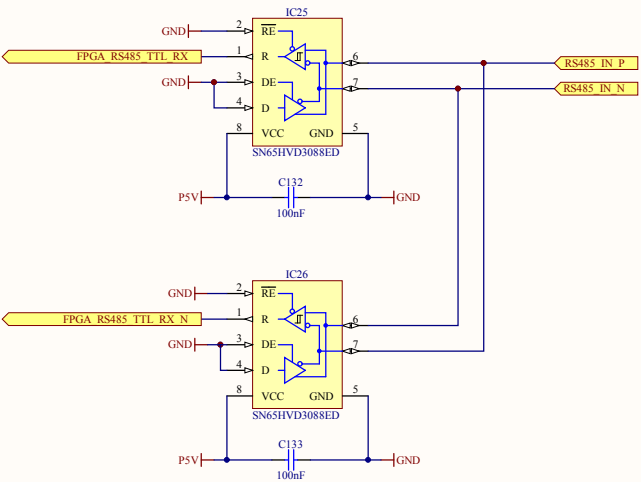 IC25
GND 2 RE
FPGA_RS485_TTL_RX 1 R 6 RS485_IN_P
GND 3 DE 7 RS485_IN_N
4 D
8 VCC GND 5
SN65HVD3088ED
C132
P5V GND
100nF
IC26
GND 2 RE
FPGA_RS485_TTL_RX_N 1 R 6
GND 3 DE 7
4 D
8 VCC GND 5
SN65HVD3088ED
C133
P5V GND
100nF